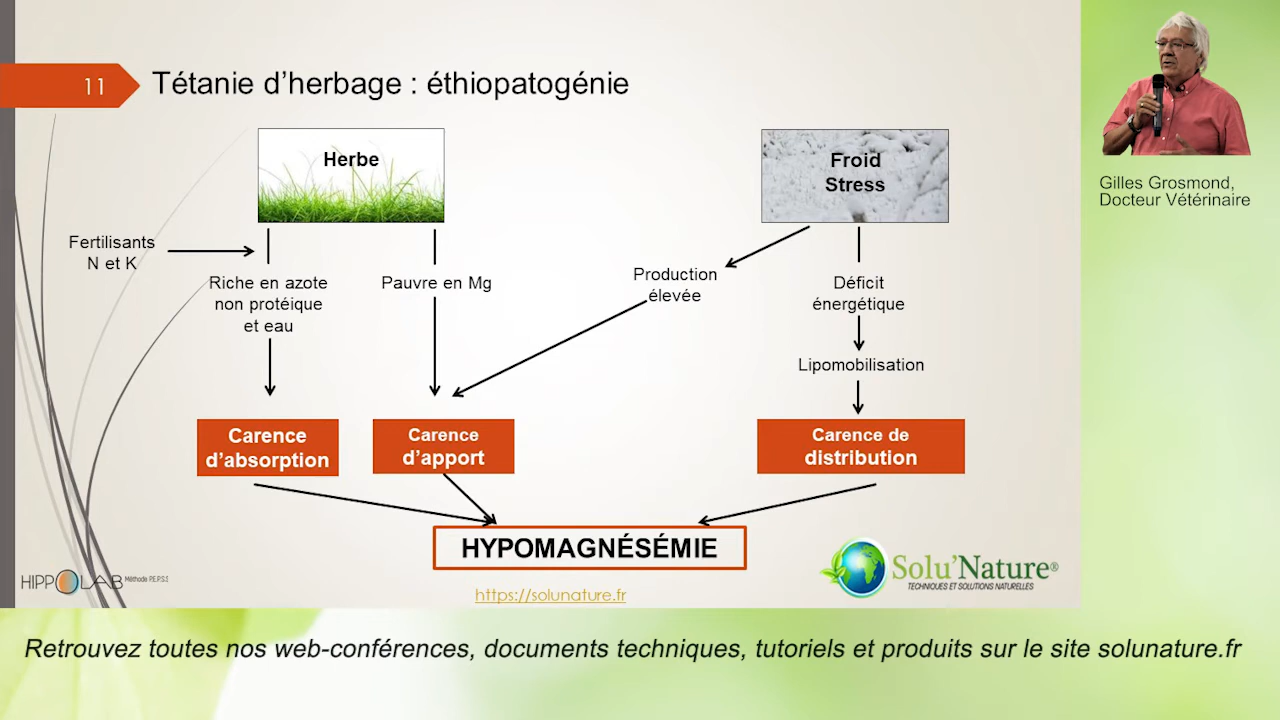 11
Tétanie d’herbage : éthiopatogénie
Herbe
Froid
Stress
Fertilisants
N et K
Riche en azote
non protéique
et eau
Pauvre en Mg
Production
élevée
Déficit
énergétique
Lipomobilisation
Carence
d’absorption
Carence
d’apport
Carence de
distribution
HYPOMAGNÉSÉMIE
HIPPOLAB Méthode P.E.P.S.S
https://solunature.fr
Solu’Nature®
TECHNIQUES ET SOLUTIONS NATURELLES
Gilles Grosmond,
Docteur Vétérinaire
Retrouvez toutes nos web-conférences, documents techniques, tutoriels et produits sur le site solunature.fr